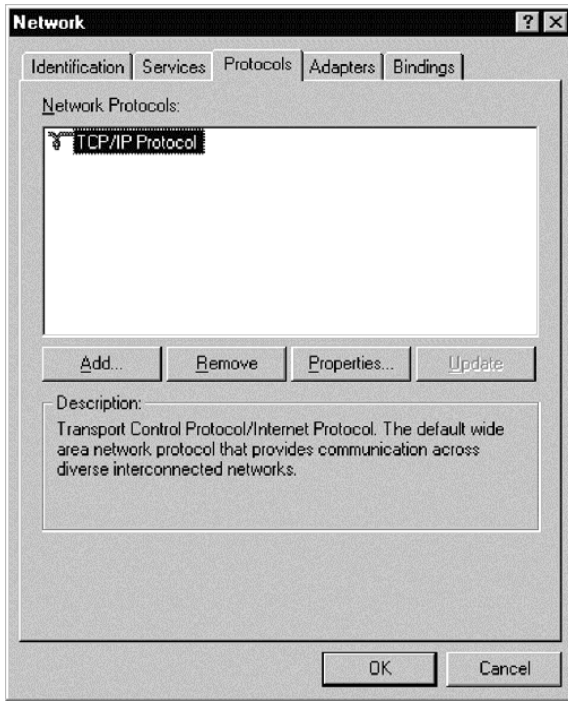 Network
Identification Services Protocols Adapters Bindings
Network Protocols:
TCP/IP Protocol
Add... Remove Properties... Update
Description:
Transport Control Protocol/Internet Protocol. The default wide
area network protocol that provides communication across
diverse interconnected networks.
OK Cancel